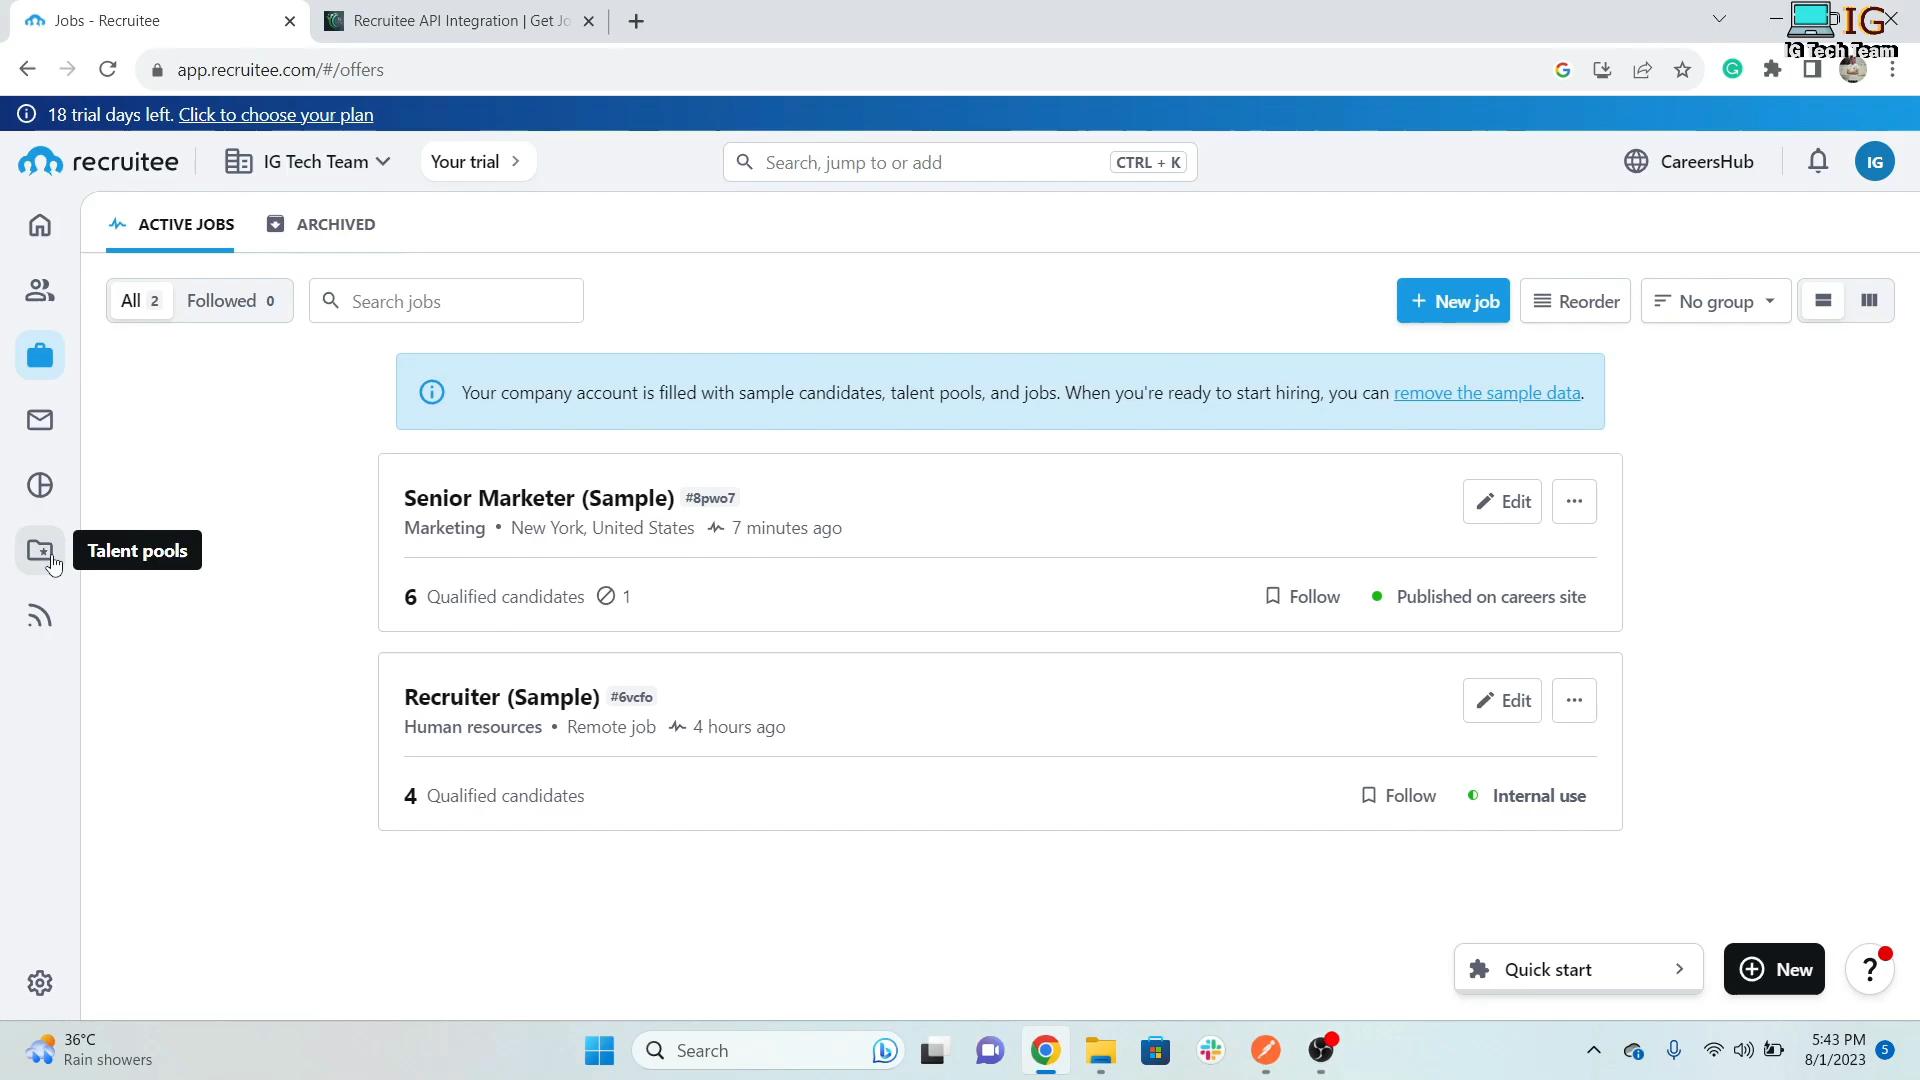 Jobs - Recruitee
Recruitee API Integration | Get Jo
IG
IG Tech Team
app.recruitee.com/#/offers
18 trial days left. Click to choose your plan
recruitee
IG Tech Team
Your trial
Search, jump to or add
CTRL + K
CareersHub
IG
ACTIVE JOBS
ARCHIVED
All 2
Followed 0
Search jobs
New job
Reorder
No group
Your company account is filled with sample candidates, talent pools, and jobs. When you're ready to start hiring, you can remove the sample data.
Senior Marketer (Sample) #8pwo7
Edit
Marketing • New York, United States 7 minutes ago
Talent pools
6 Qualified candidates 1
Follow
Published on careers site
Recruiter (Sample) #6vcfo
Edit
Human resources • Remote job 4 hours ago
4 Qualified candidates
Follow
Internal use
Quick start
New
?
36°C
Rain showers
Search
5:43 PM
8/1/2023
5